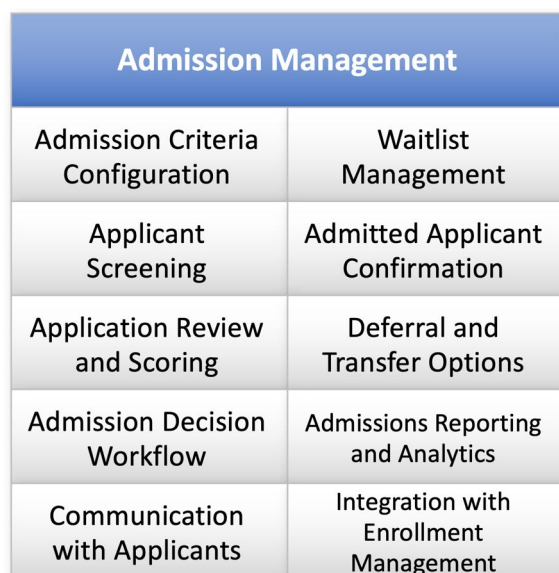 Admission Management
Admission Criteria
Configuration
Waitlist
Management
Applicant
Screening
Admitted Applicant
Confirmation
Application Review
and Scoring
Deferral and
Transfer Options
Admission Decision
Workflow
Admissions Reporting
and Analytics
Communication
with Applicants
Integration with
Enrollment
Management